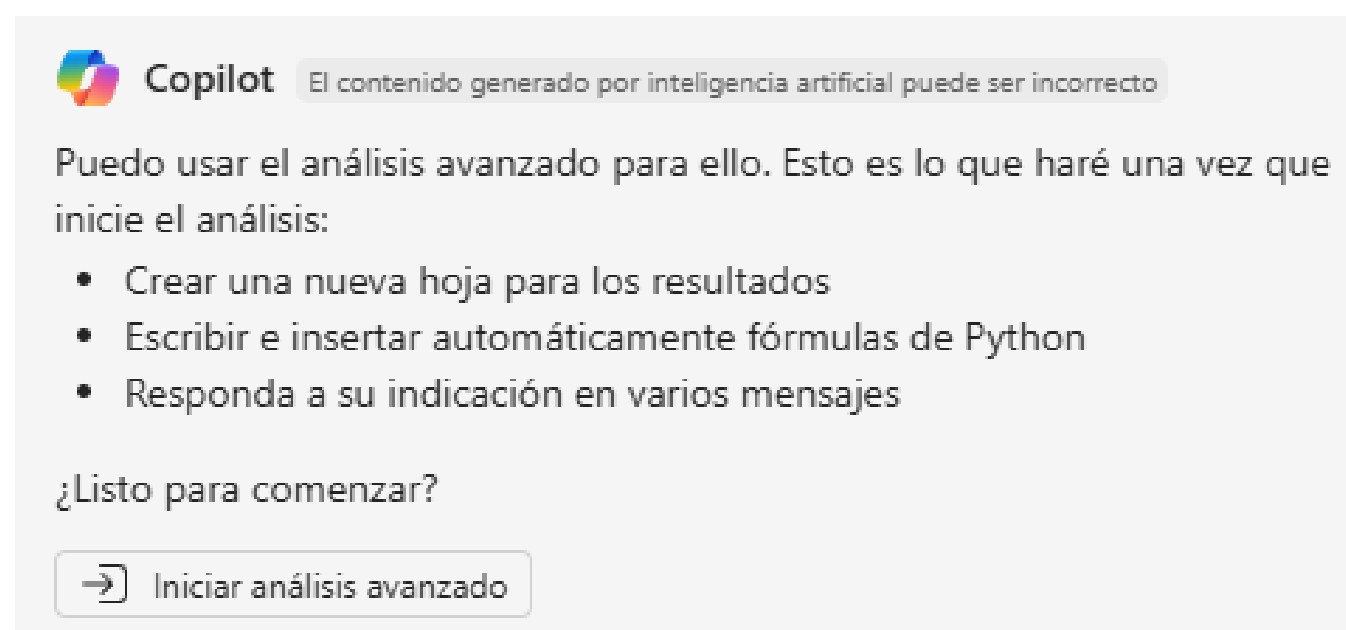 Copilot El contenido generado por inteligencia artificial puede ser incorrecto
Puedo usar el análisis avanzado para ello. Esto es lo que haré una vez que
inicie el análisis:
• Crear una nueva hoja para los resultados
• Escribir e insertar automáticamente fórmulas de Python
• Responda a su indicación en varios mensajes
¿Listo para comenzar?
Iniciar análisis avanzado